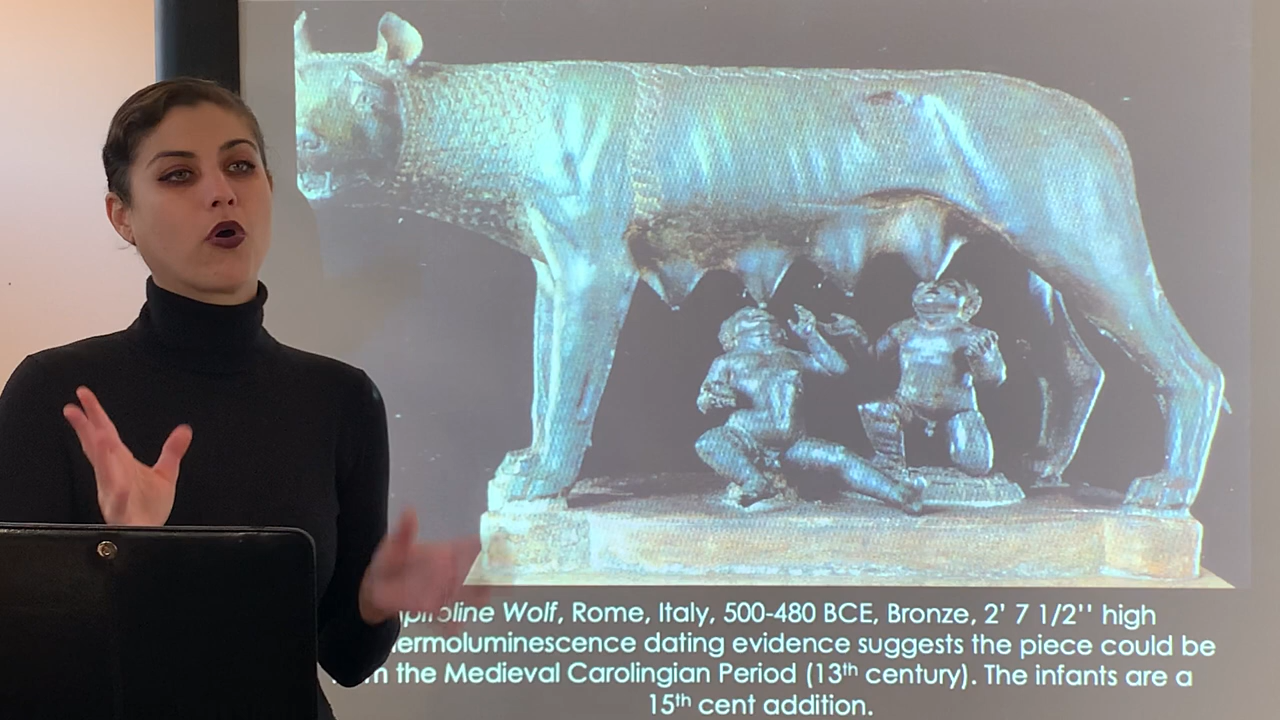 Wolf, Rome, Italy, 500-480 BCE, Bronze, 2' 7 1/2'' high
dating evidence suggests the piece could be
the Medieval Carolingian Period (13th century). The infants are a
15th cent addition.